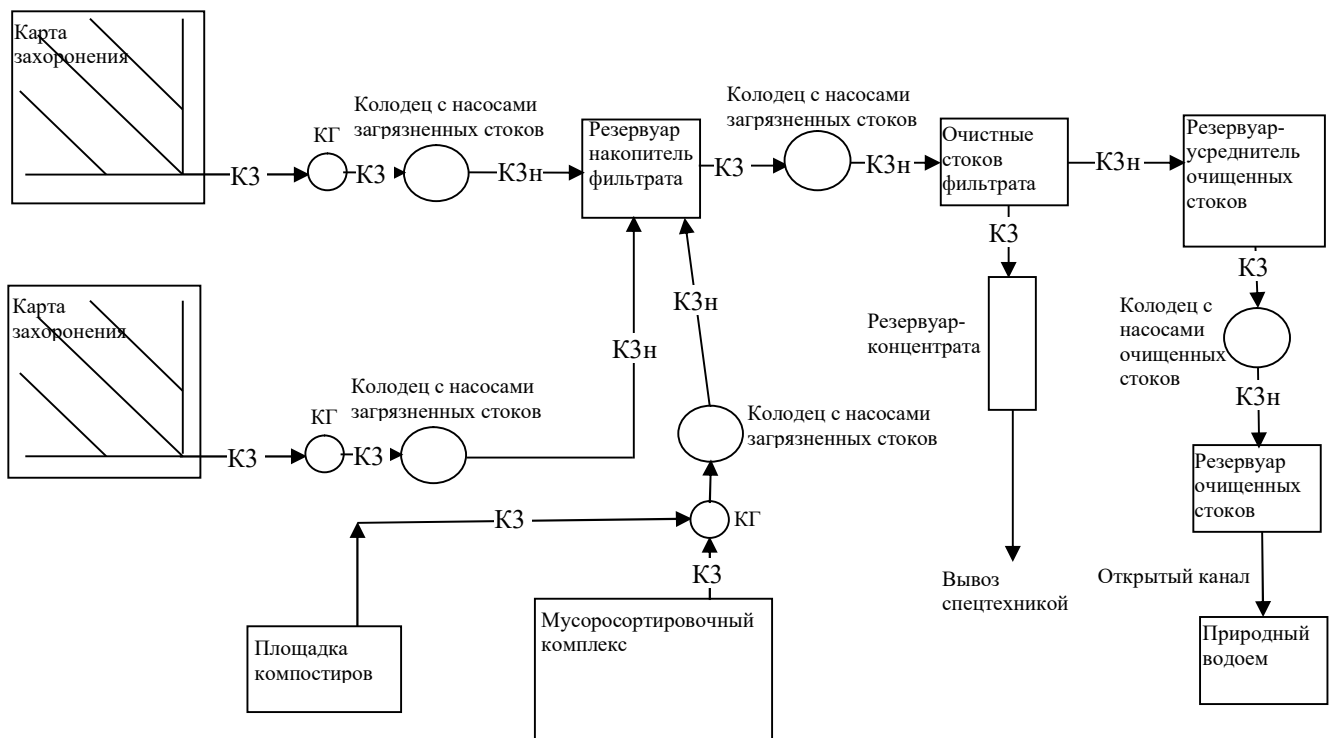 Карта
захоронения
К3
КГ
К3
Колодец с насосами
загрязненных стоков
К3н
Резервуар
накопитель
фильтрата
К3
Колодец с насосами
загрязненных стоков
К3н
Очистные
стоков
фильтрата
К3н
Резервуар-
усреднитель
очищенных
стоков
К3
Резервуар-
концентрата
Вывоз
спецтехникой
К3
Колодец с
насосами
очищенных
стоков
К3н
Резервуар
очищенных
стоков
Открытый канал
Природный
водоем
Карта
захоронения
К3
КГ
К3
Колодец с насосами
загрязненных стоков
К3н
К3н
Колодец с насосами
загрязненных стоков
КГ
К3
К3
Площадка
компостиров
Мусоросортировочный
комплекс